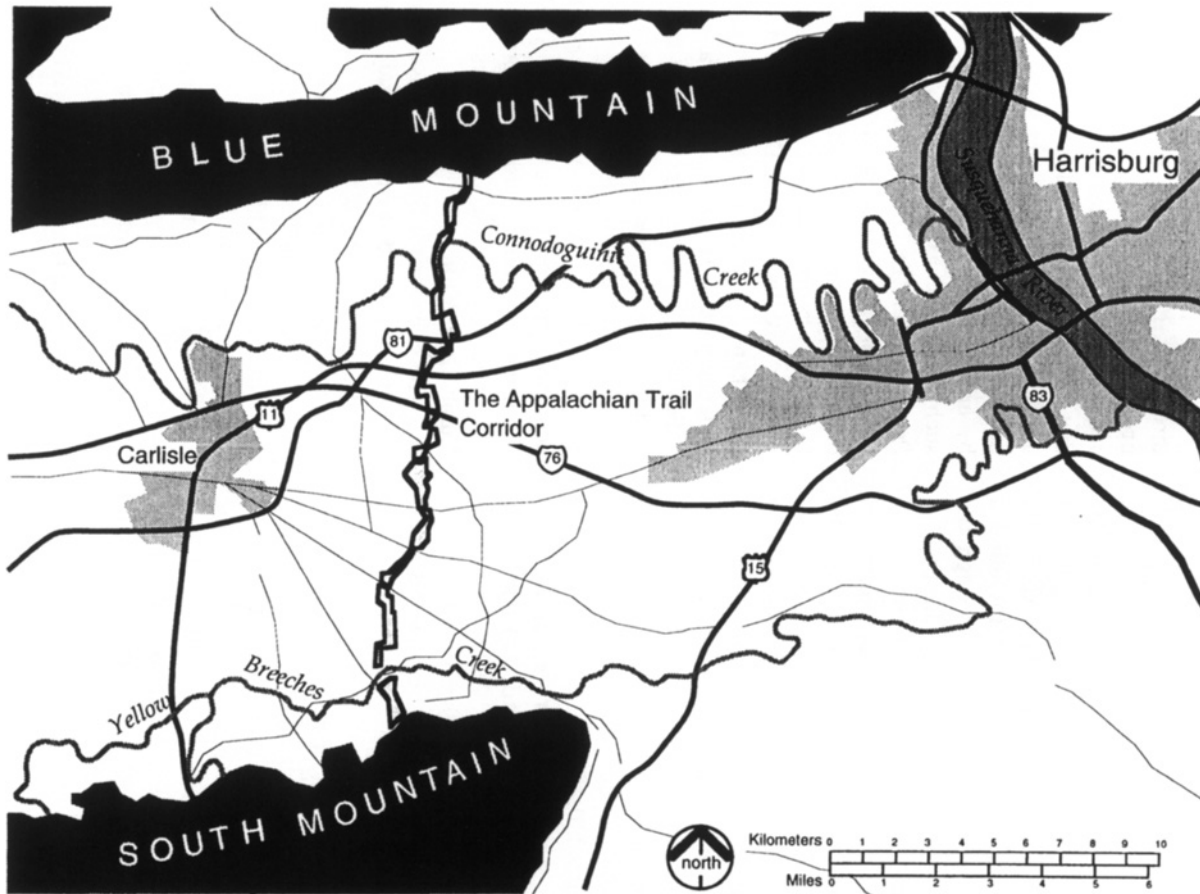 BLUE MOUNTAIN
Harrisburg
Susquehanna River
Connodoguinit Creek
81
11
The Appalachian Trail
Corridor
83
Carlisle
76
15
Yellow Breeches Creek
SOUTH MOUNTAIN
north
Kilometers 0 1 2 3 4 5 6 7 8 9 10
Miles 0 1 2 3 4 5 6